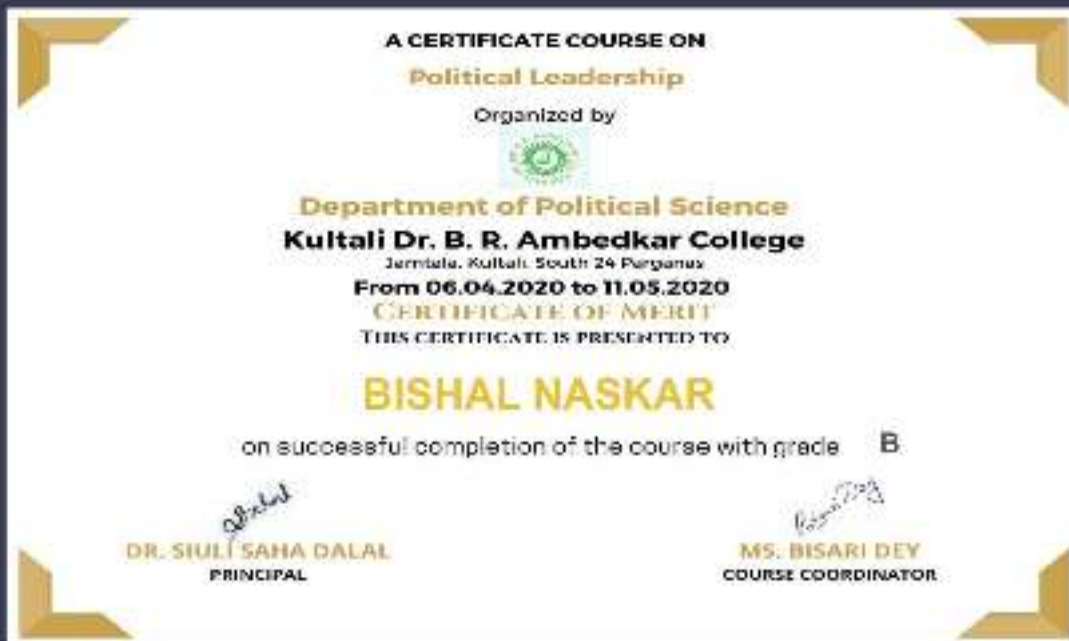 A CERTIFICATE COURSE ON
Political Leadership
Organized by
Department of Political Science
Kultali Dr. B. R. Ambedkar College
Jamtala, Kultali, South 24 Parganas
From 06.04.2020 to 11.05.2020
CERTIFICATE OF MERIT
THIS CERTIFICATE IS PRESENTED TO
BISHAL NASKAR
on successful completion of the course with grade B
DR. SIULI SAHA DALAL
PRINCIPAL
MS. BISARI DEY
COURSE COORDINATOR